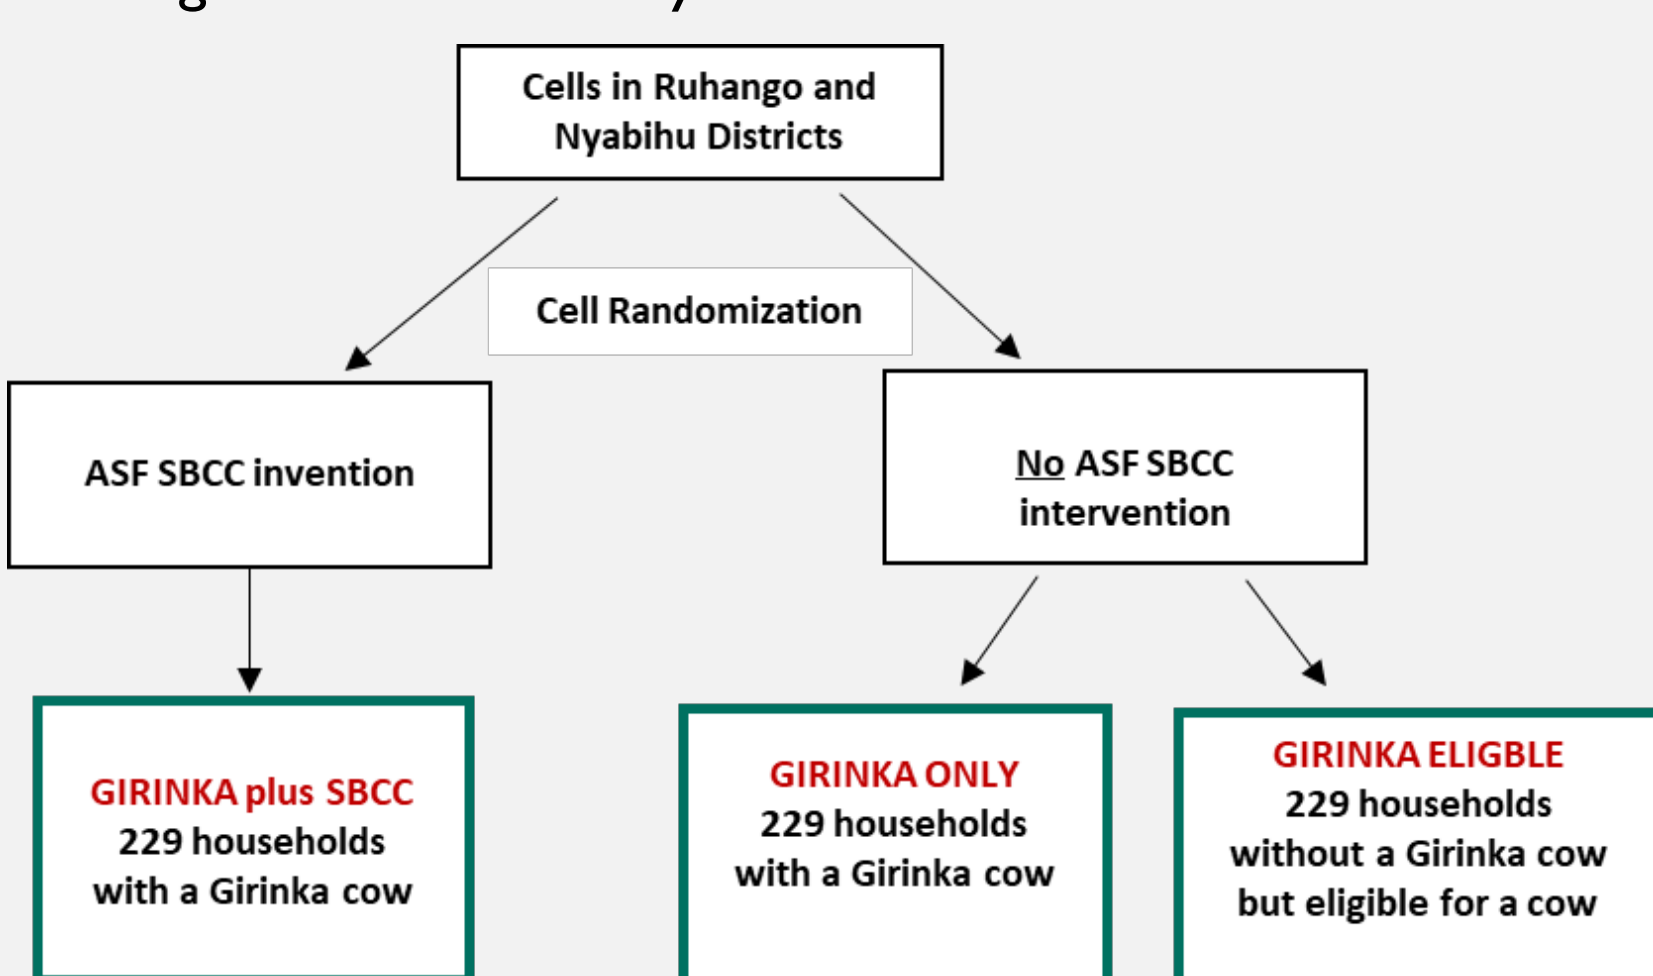 Cells in Ruhango and
Nyabihu Districts
Cell Randomization
ASF SBCC invention
No ASF SBCC
intervention
GIRINKA plus SBCC
229 households
with a Girinka cow
GIRINKA ONLY
229 households
with a Girinka cow
GIRINKA ELIGBLE
229 households
without a Girinka cow
but eligible for a cow